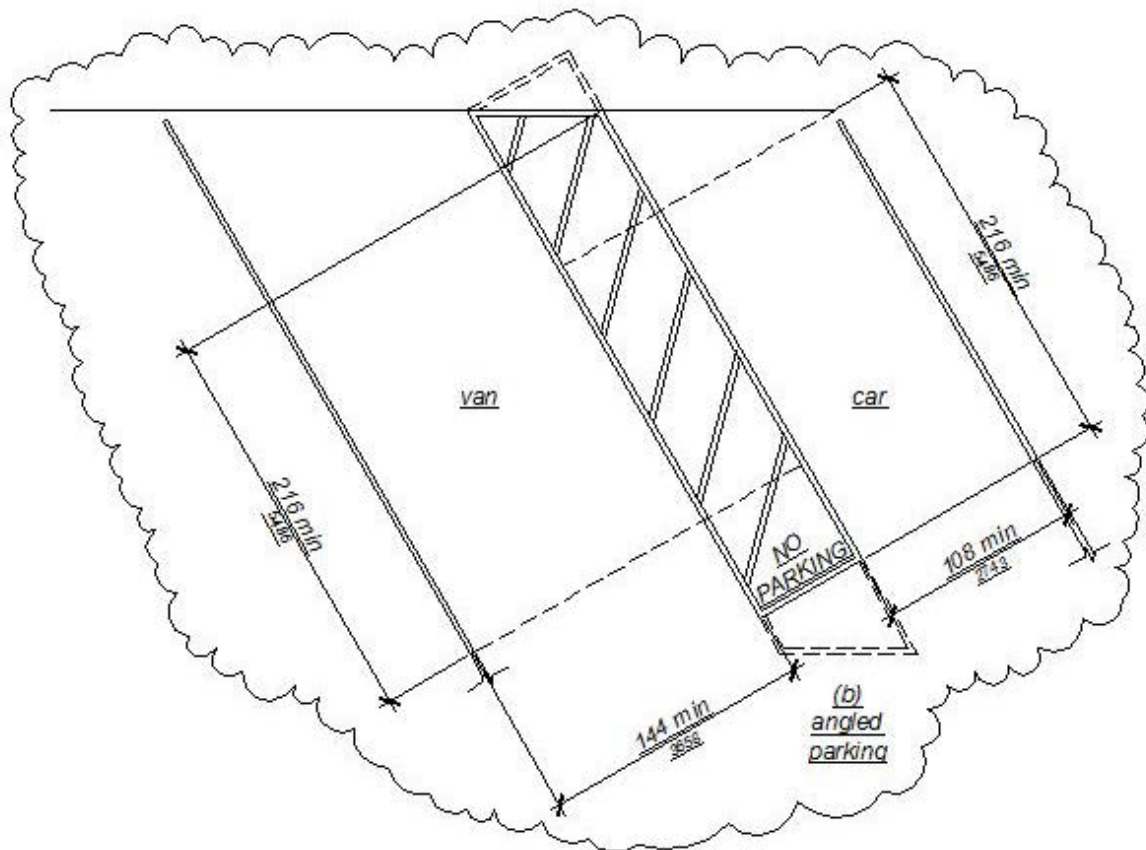 216 min
5486
van
car
216 min
5486
NO
PARKING
108 min
2743
144 min
3658
(b)
angled
parking